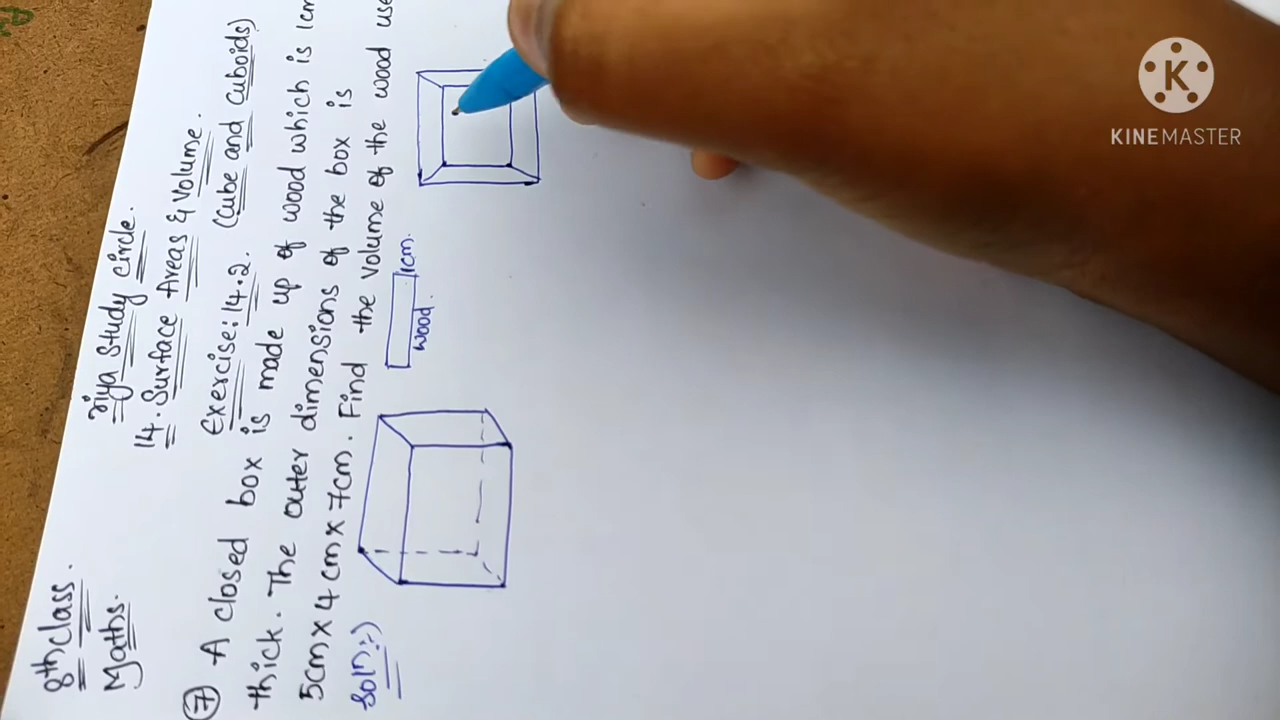 8th class.
Maths.
Jiya Study circle.
14. Surface Areas & Volume.
Exercise: 14.2. (Cube and Cuboids)
7 A closed box is made up of wood which is 1cm
thick. The outer dimensions of the box is
5cm x 4cm x 7cm. Find the volume of the wood use
Soln:-)
wood.
1cm.
K
KINEMASTER